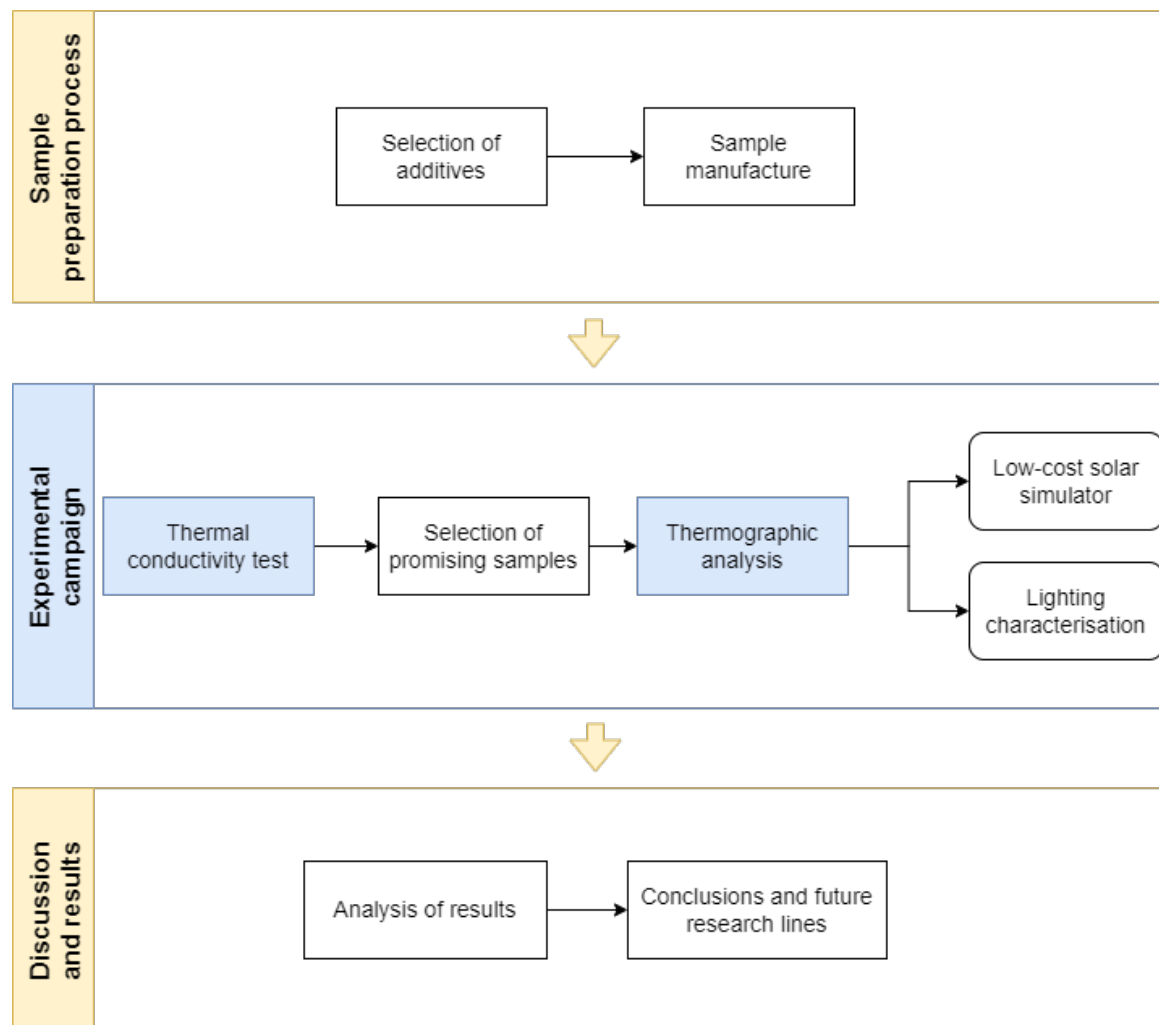 Sample
preparation process
Selection of
additives
Sample
manufacture
Experimental
campaign
Thermal
conductivity test
Selection of
promising samples
Thermographic
analysis
Low-cost solar
simulator
Lighting
characterisation
Discussion
and results
Analysis of results
Conclusions and future
research lines